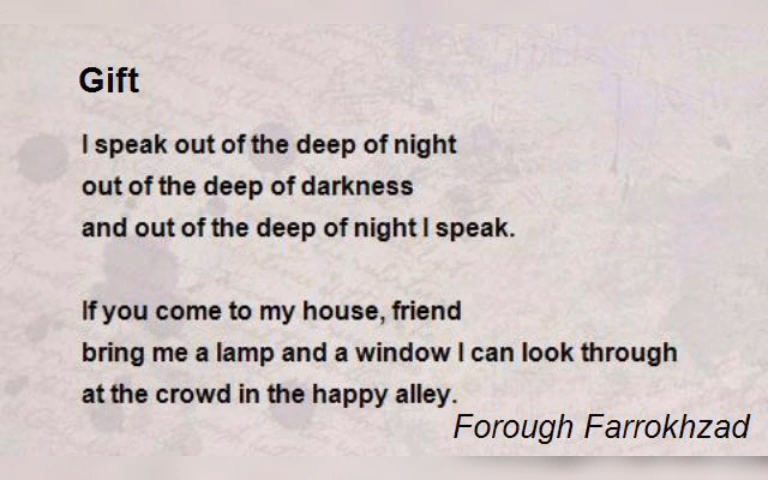 Gift
I speak out of the deep of night
out of the deep of darkness
and out of the deep of night I speak.
If you come to my house, friend
bring me a lamp and a window I can look through
at the crowd in the happy alley.
Forough Farrokhzad